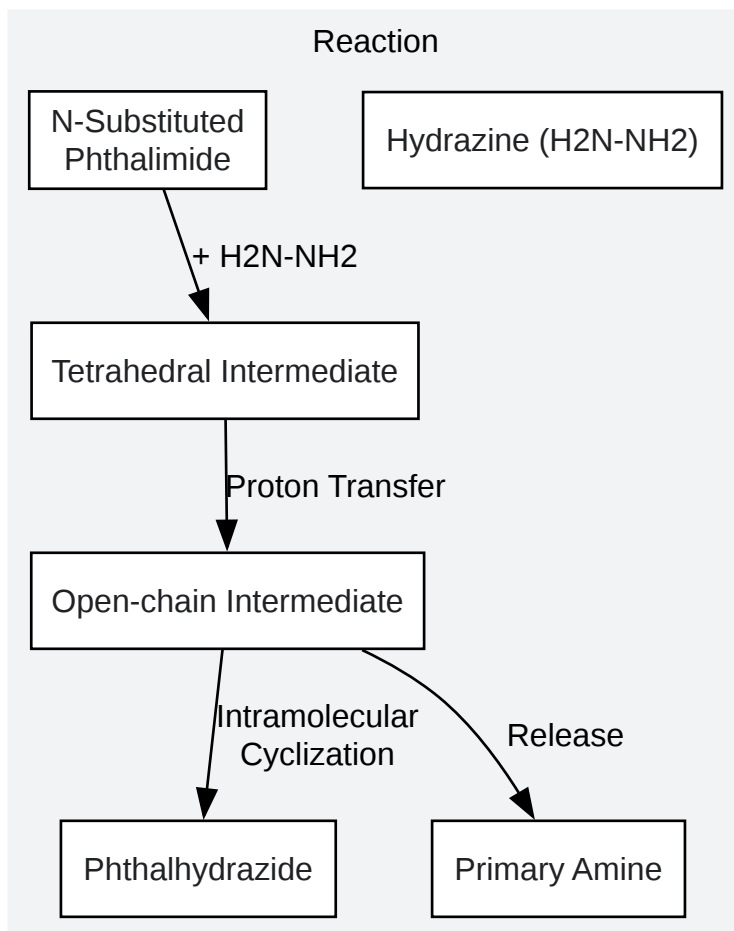 Reaction
N-Substituted
Phthalimide
Hydrazine (H2N-NH2)
+ H2N-NH2
Tetrahedral Intermediate
Proton Transfer
Open-chain Intermediate
Intramolecular
Cyclization
Release
Phthalhydrazide
Primary Amine